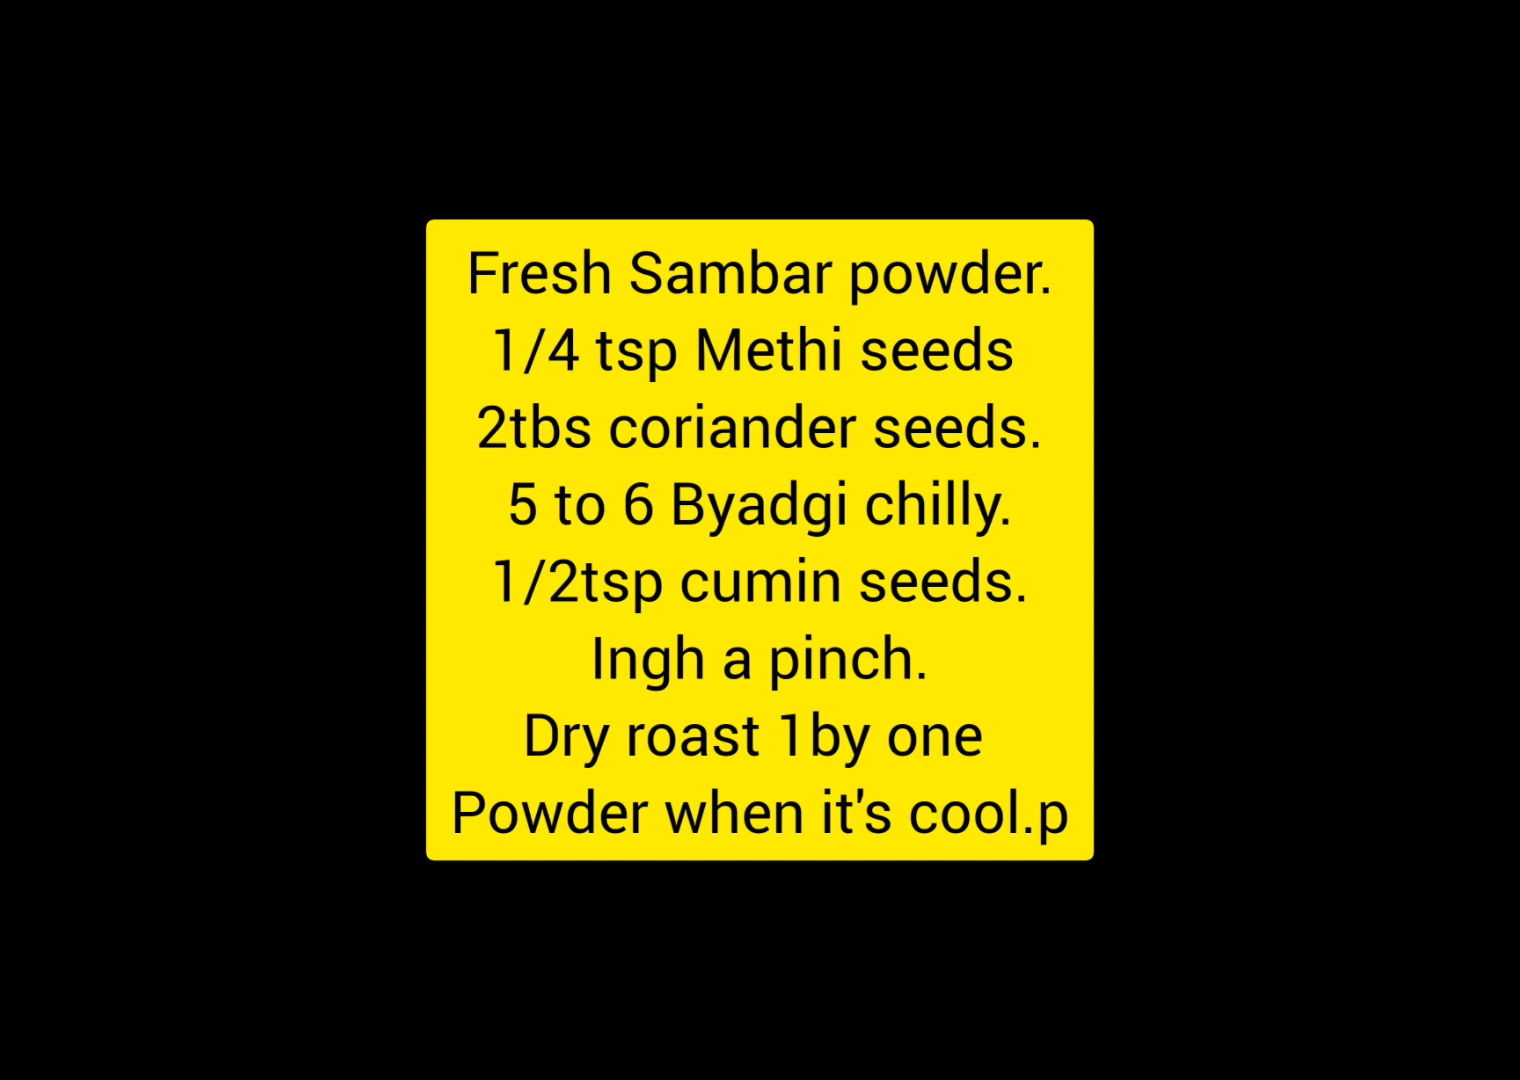 Fresh Sambar powder.
1/4 tsp Methi seeds
2tbs coriander seeds.
5 to 6 Byadgi chilly.
1/2tsp cumin seeds.
Ingh a pinch.
Dry roast 1by one
Powder when it's cool.p